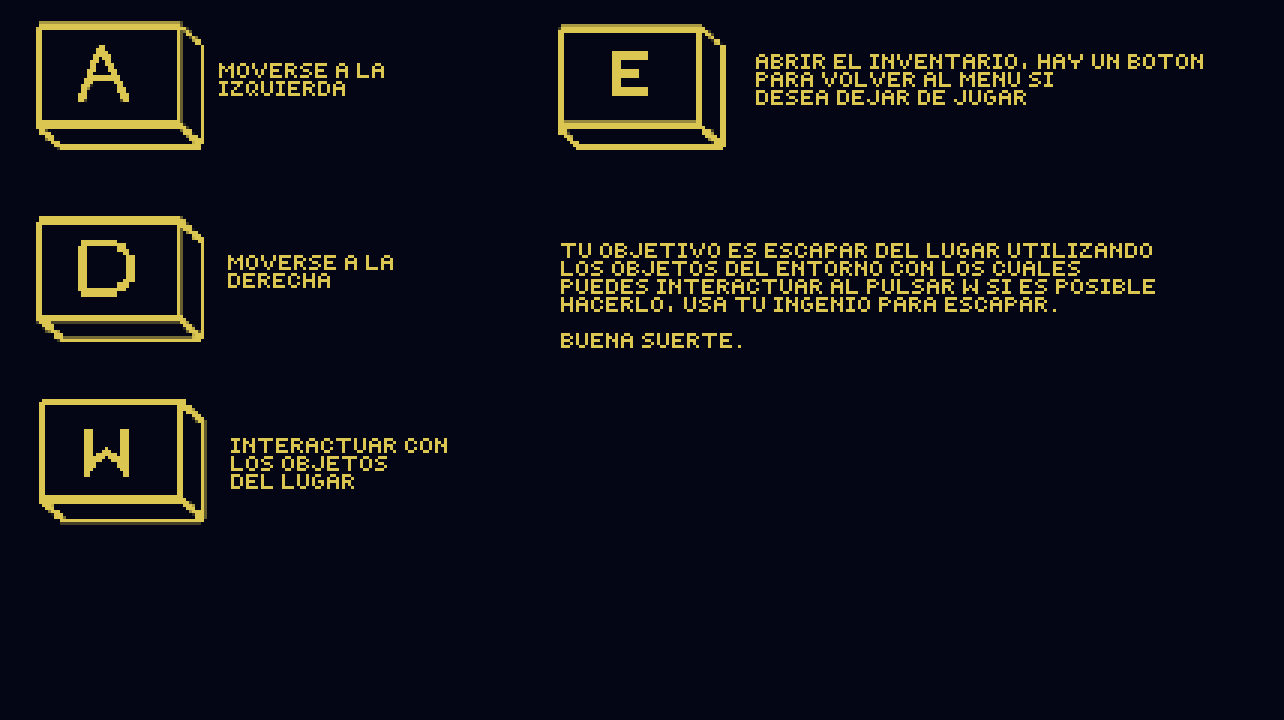 A
MOVERSE A LA
IZQUIERDA
E
ABRIR EL INVENTARIO, HAY UN BOTON
PARA VOLVER AL MENU SI
DESEA DEJAR DE JUGAR
D
MOVERSE A LA
DERECHA
TU OBJETIVO ES ESCAPAR DEL LUGAR UTILIZANDO
LOS OBJETOS DEL ENTORNO CON LOS CUALES
PUEDES INTERACTUAR AL PULSAR W SI ES POSIBLE
HACERLO, USA TU INGENIO PARA ESCAPAR.
BUENA SUERTE.
W
INTERACTUAR CON
LOS OBJETOS
DEL LUGAR